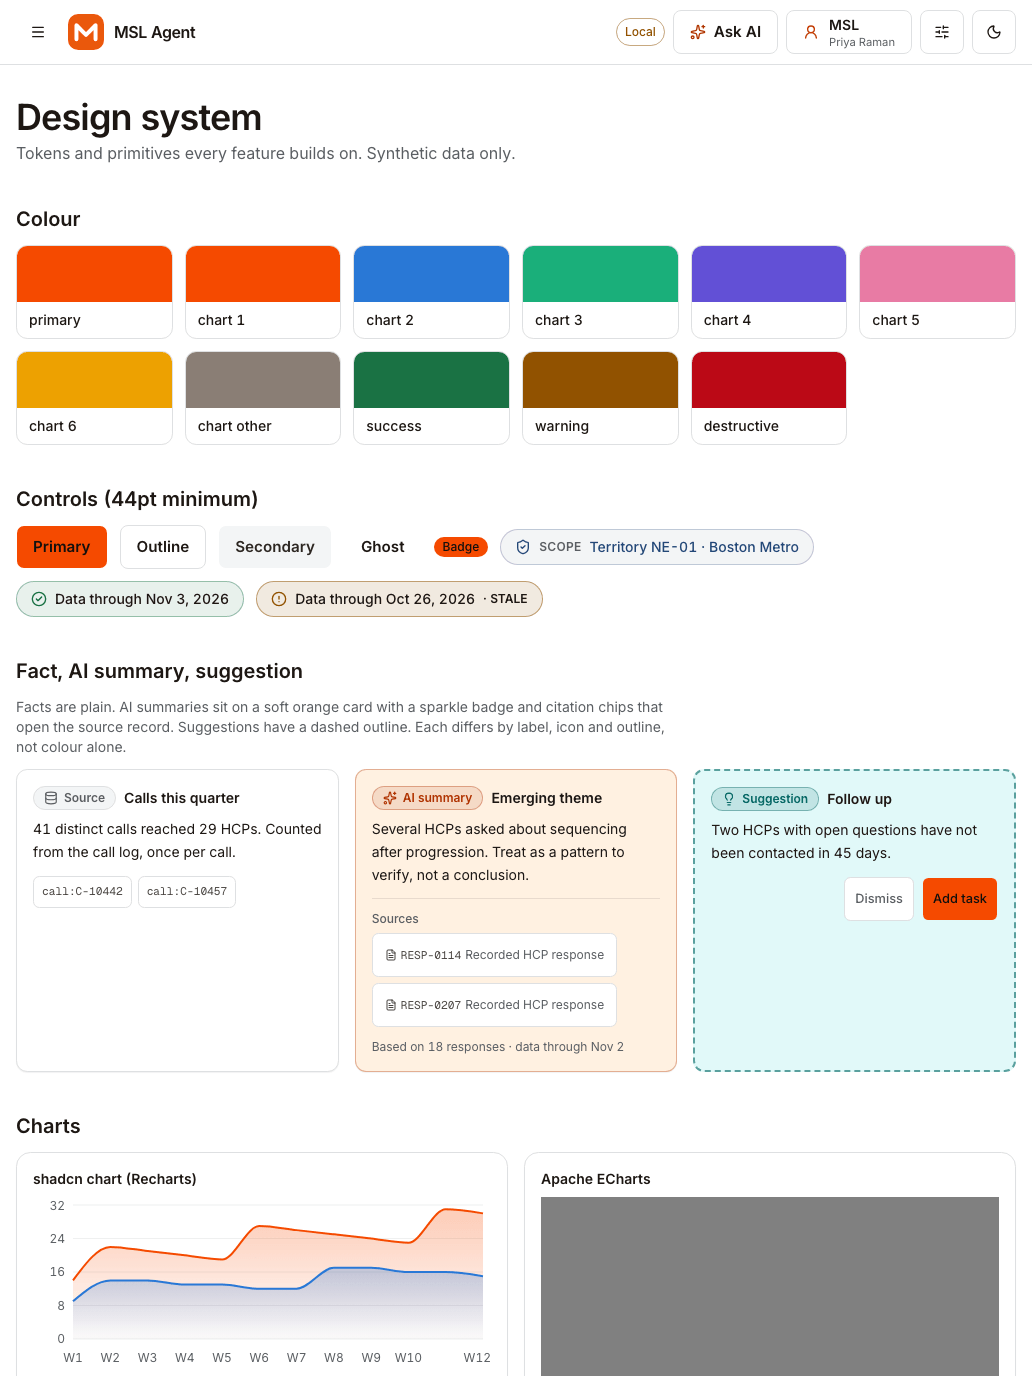 MSL Agent
Local
Ask AI
MSL
Priya Raman
Design system
Tokens and primitives every feature builds on. Synthetic data only.
Colour
primary
chart 1
chart 2
chart 3
chart 4
chart 5
chart 6
chart other
success
warning
destructive
Controls (44pt minimum)
Primary
Outline
Secondary
Ghost
Badge
SCOPE Territory NE-01 · Boston Metro
Data through Nov 3, 2026
Data through Oct 26, 2026 · STALE
Fact, AI summary, suggestion
Facts are plain. AI summaries sit on a soft orange card with a sparkle badge and citation chips that
open the source record. Suggestions have a dashed outline. Each differs by label, icon and outline,
not colour alone.
Source Calls this quarter
41 distinct calls reached 29 HCPs. Counted
from the call log, once per call.
call:C-10442 call:C-10457
AI summary Emerging theme
Several HCPs asked about sequencing
after progression. Treat as a pattern to
verify, not a conclusion.
Sources
RESP-0114 Recorded HCP response
RESP-0207 Recorded HCP response
Based on 18 responses · data through Nov 2
Suggestion Follow up
Two HCPs with open questions have not
been contacted in 45 days.
Dismiss Add task
Charts
shadcn chart (Recharts)
32
24
16
8
0
W1 W2 W3 W4 W5 W6 W7 W8 W9 W10 W12
Apache ECharts